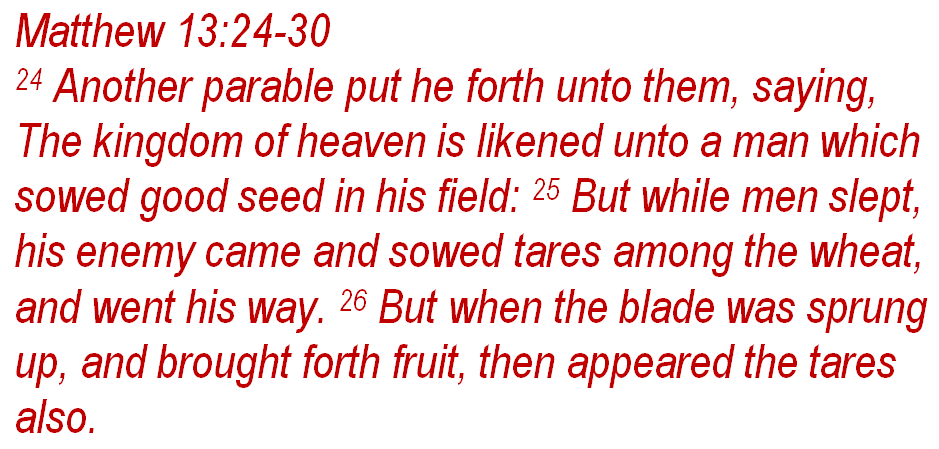 Matthew 13:24-30
24 Another parable put he forth unto them, saying,
The kingdom of heaven is likened unto a man which
sowed good seed in his field: 25 But while men slept,
his enemy came and sowed tares among the wheat,
and went his way. 26 But when the blade was sprung
up, and brought forth fruit, then appeared the tares
also.